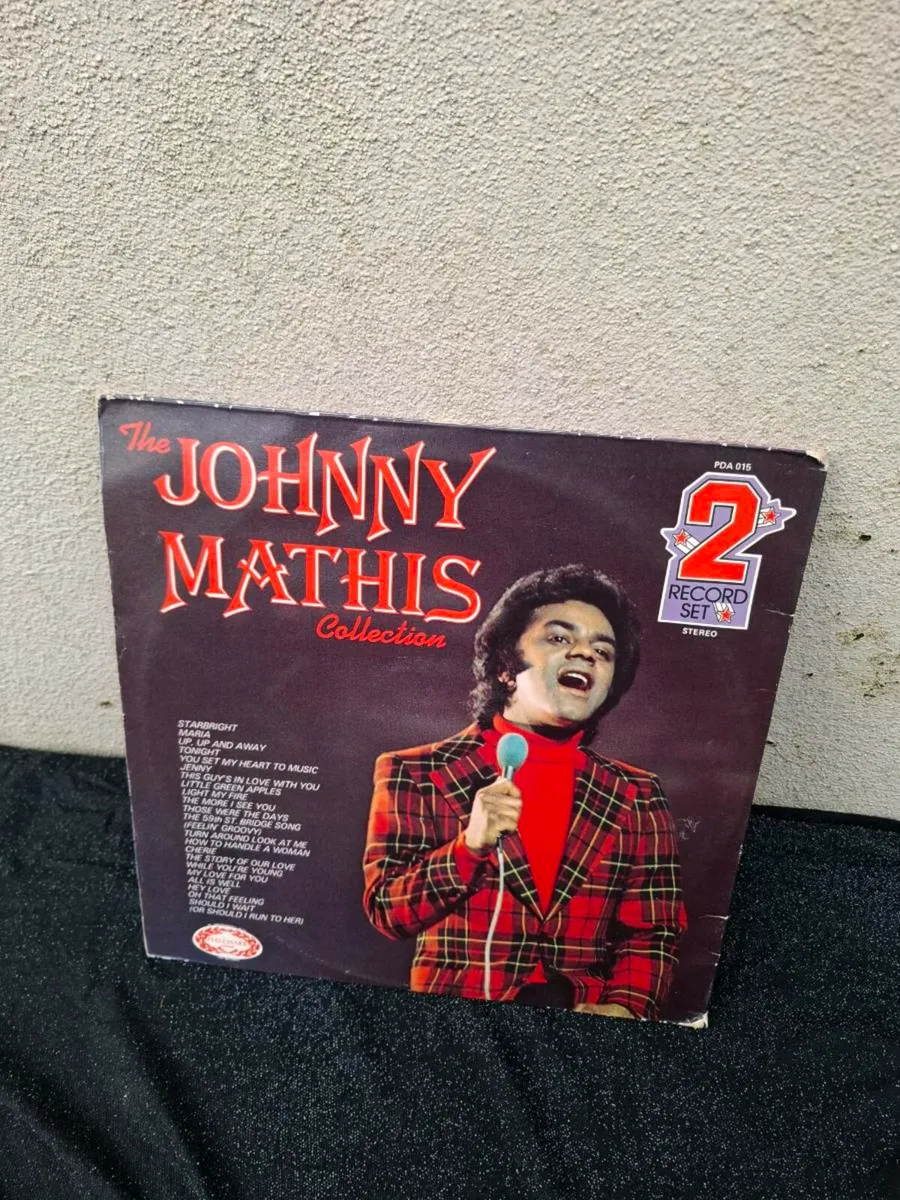 The
JOHNNY
MATHIS
Collection
PDA 015
2
RECORD
SET
STEREO
STARBRIGHT
MARIA
UP, UP AND AWAY
TONIGHT
YOU SET MY HEART TO MUSIC
JENNY
THIS GUY'S IN LOVE WITH YOU
LITTLE GREEN APPLES
LIGHT MY FIRE
THE MORE I SEE YOU
THOSE WERE THE DAYS
THE 59th ST. BRIDGE SONG
(FEELIN' GROOVY)
TURN AROUND LOOK AT ME
HOW TO HANDLE A WOMAN
CHERIE
THE STORY OF OUR LOVE
WHILE YOU'RE YOUNG
MY LOVE FOR YOU
ALL IS WELL
HEY LOVE
OH THAT FEELING
SHOULD I WAIT
(OR SHOULD I RUN TO HER)
HALLMARK